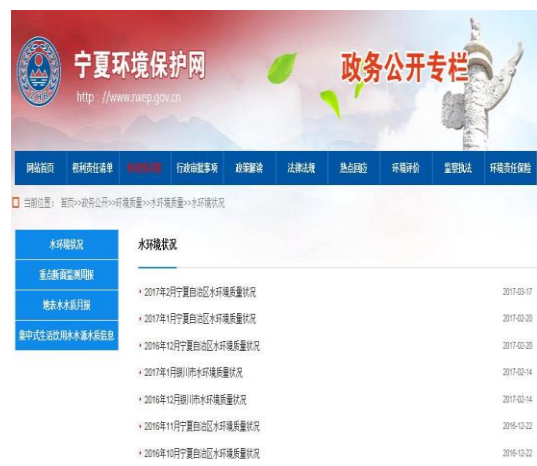 宁夏环境保护网
http://www.nxep.gov.cn
政务公开专栏
网站首页 权利责任清单 行政审批事项 政策解读 法律法规 热点回应 环境评价 监察执法 环境责任保险
当前位置： 首页>>政务公开>>环境质量>>水环境质量>>水环境状况
水环境状况
重点断面监测周报
地表水水质月报
集中式生活饮用水水源水质信息
水环境状况
2017年2月宁夏自治区水环境质量状况 2017-03-17
2017年1月宁夏自治区水环境质量状况 2017-02-20
2016年12月宁夏自治区水环境质量状况 2017-02-20
2017年1月银川市水环境质量状况 2017-02-14
2016年12月银川市水环境质量状况 2017-02-14
2016年11月宁夏自治区水环境质量状况 2016-12-22
2016年10月宁夏自治区水环境质量状况 2016-12-22